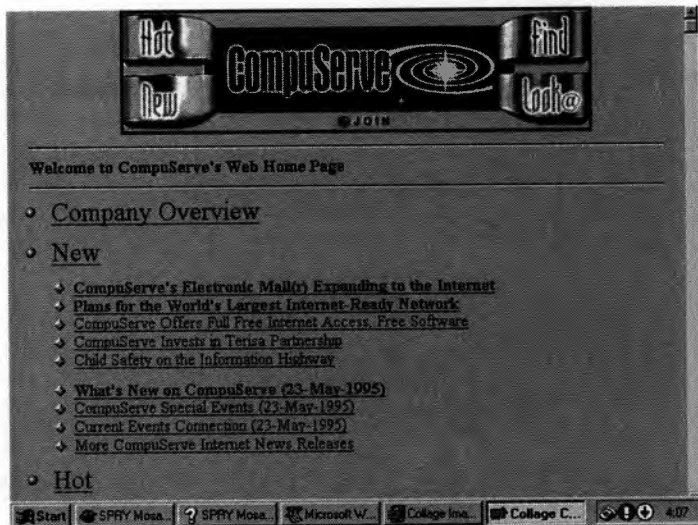 Hot
Find
CompuServe
New
Look@
JOIN
Welcome to CompuServe's Web Home Page
Company Overview
New
CompuServe's Electronic Mail(r) Expanding to the Internet
Plans for the World's Largest Internet-Ready Network
CompuServe Offers Full Free Internet Access, Free Software
CompuServe Invests in Terisa Partnership
Child Safety on the Information Highway
What's New on CompuServe (23-May-1995)
CompuServe Special Events (23-May-1995)
Current Events Connection (23-May-1995)
More CompuServe Internet News Releases
Hot
Start SPRY Mosa... SPRY Mosa... Microsoft W... Collage Ima... Collage C... 4:07